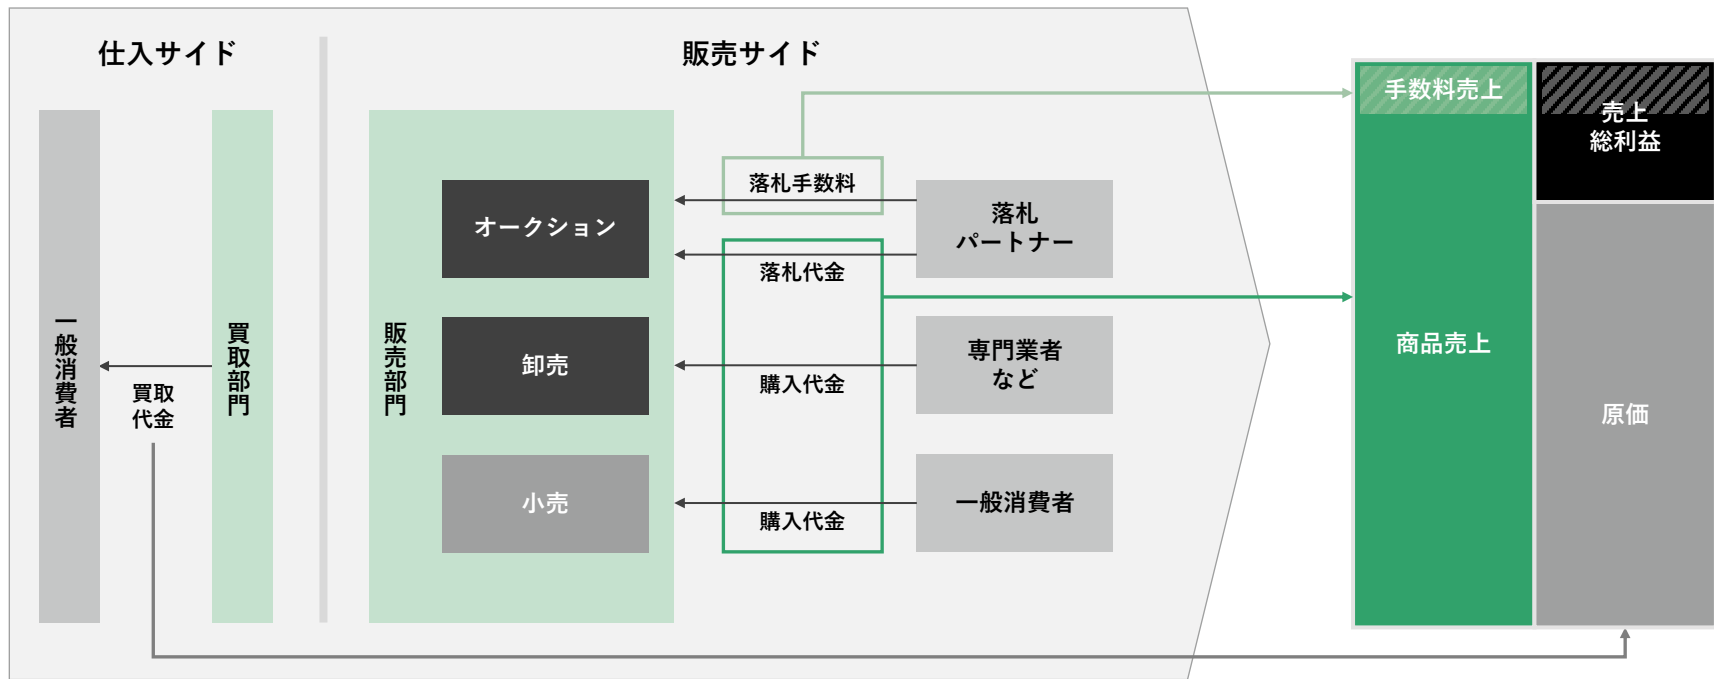 仕入サイド
販売サイド
一般消費者
買取
代金
買取部門
販売部門
オークション
卸売
小売
落札手数料
落札代金
購入代金
購入代金
落札
パートナー
専門業者
など
一般消費者
手数料売上
商品売上
売上
総利益
原価